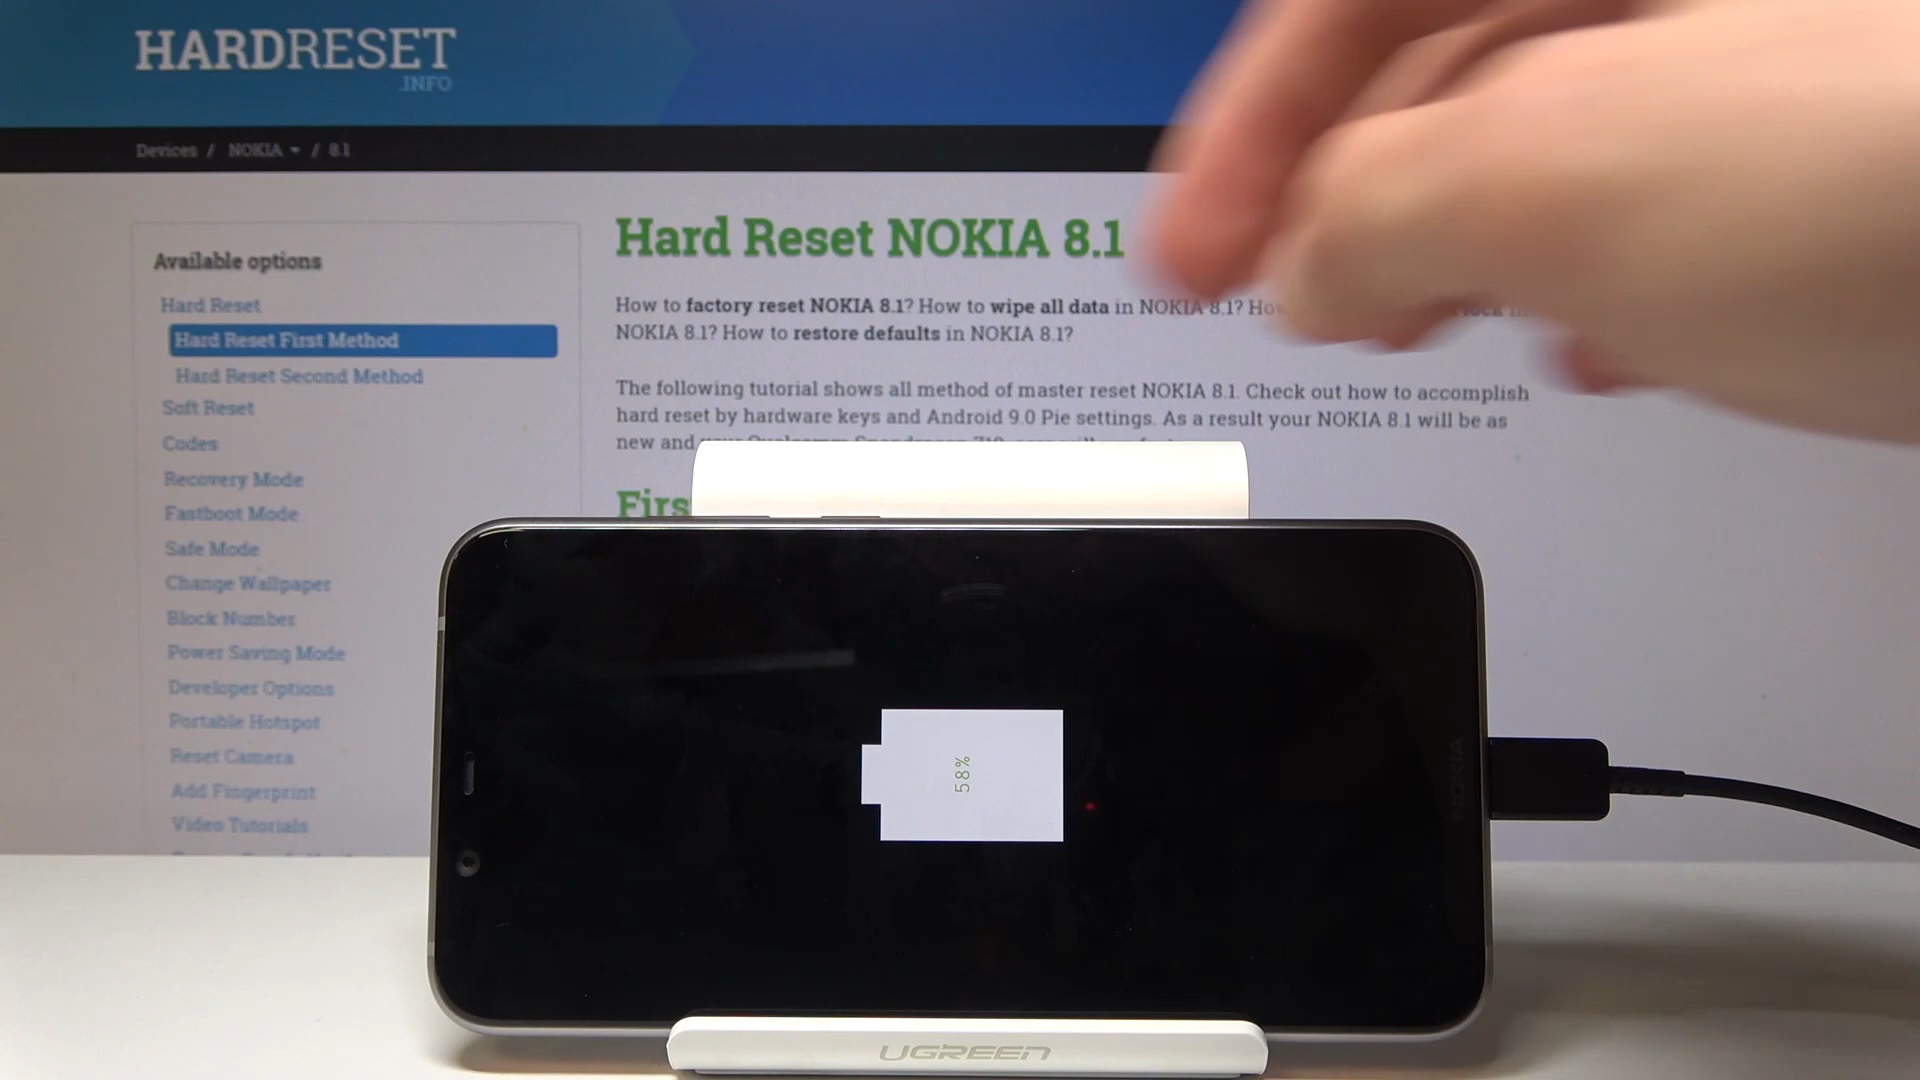 HARDRESET
.INFO
Devices / NOKIA / 8.1
Available options
Hard Reset
Hard Reset First Method
Hard Reset Second Method
Soft Reset
Codes
Recovery Mode
Fastboot Mode
Safe Mode
Change Wallpaper
Block Number
Power Saving Mode
Developer Options
Portable Hotspot
Reset Camera
Add Fingerprint
Video Tutorials
Hard Reset NOKIA 8.1
How to factory reset NOKIA 8.1? How to wipe all data in NOKIA 8.1?
NOKIA 8.1? How to restore defaults in NOKIA 8.1?
The following tutorial shows all method of master reset NOKIA 8.1. Check out how to accomplish
hard reset by hardware keys and Android 9.0 Pie settings. As a result your NOKIA 8.1 will be as
new and
58%
NOKIA
UGREEN